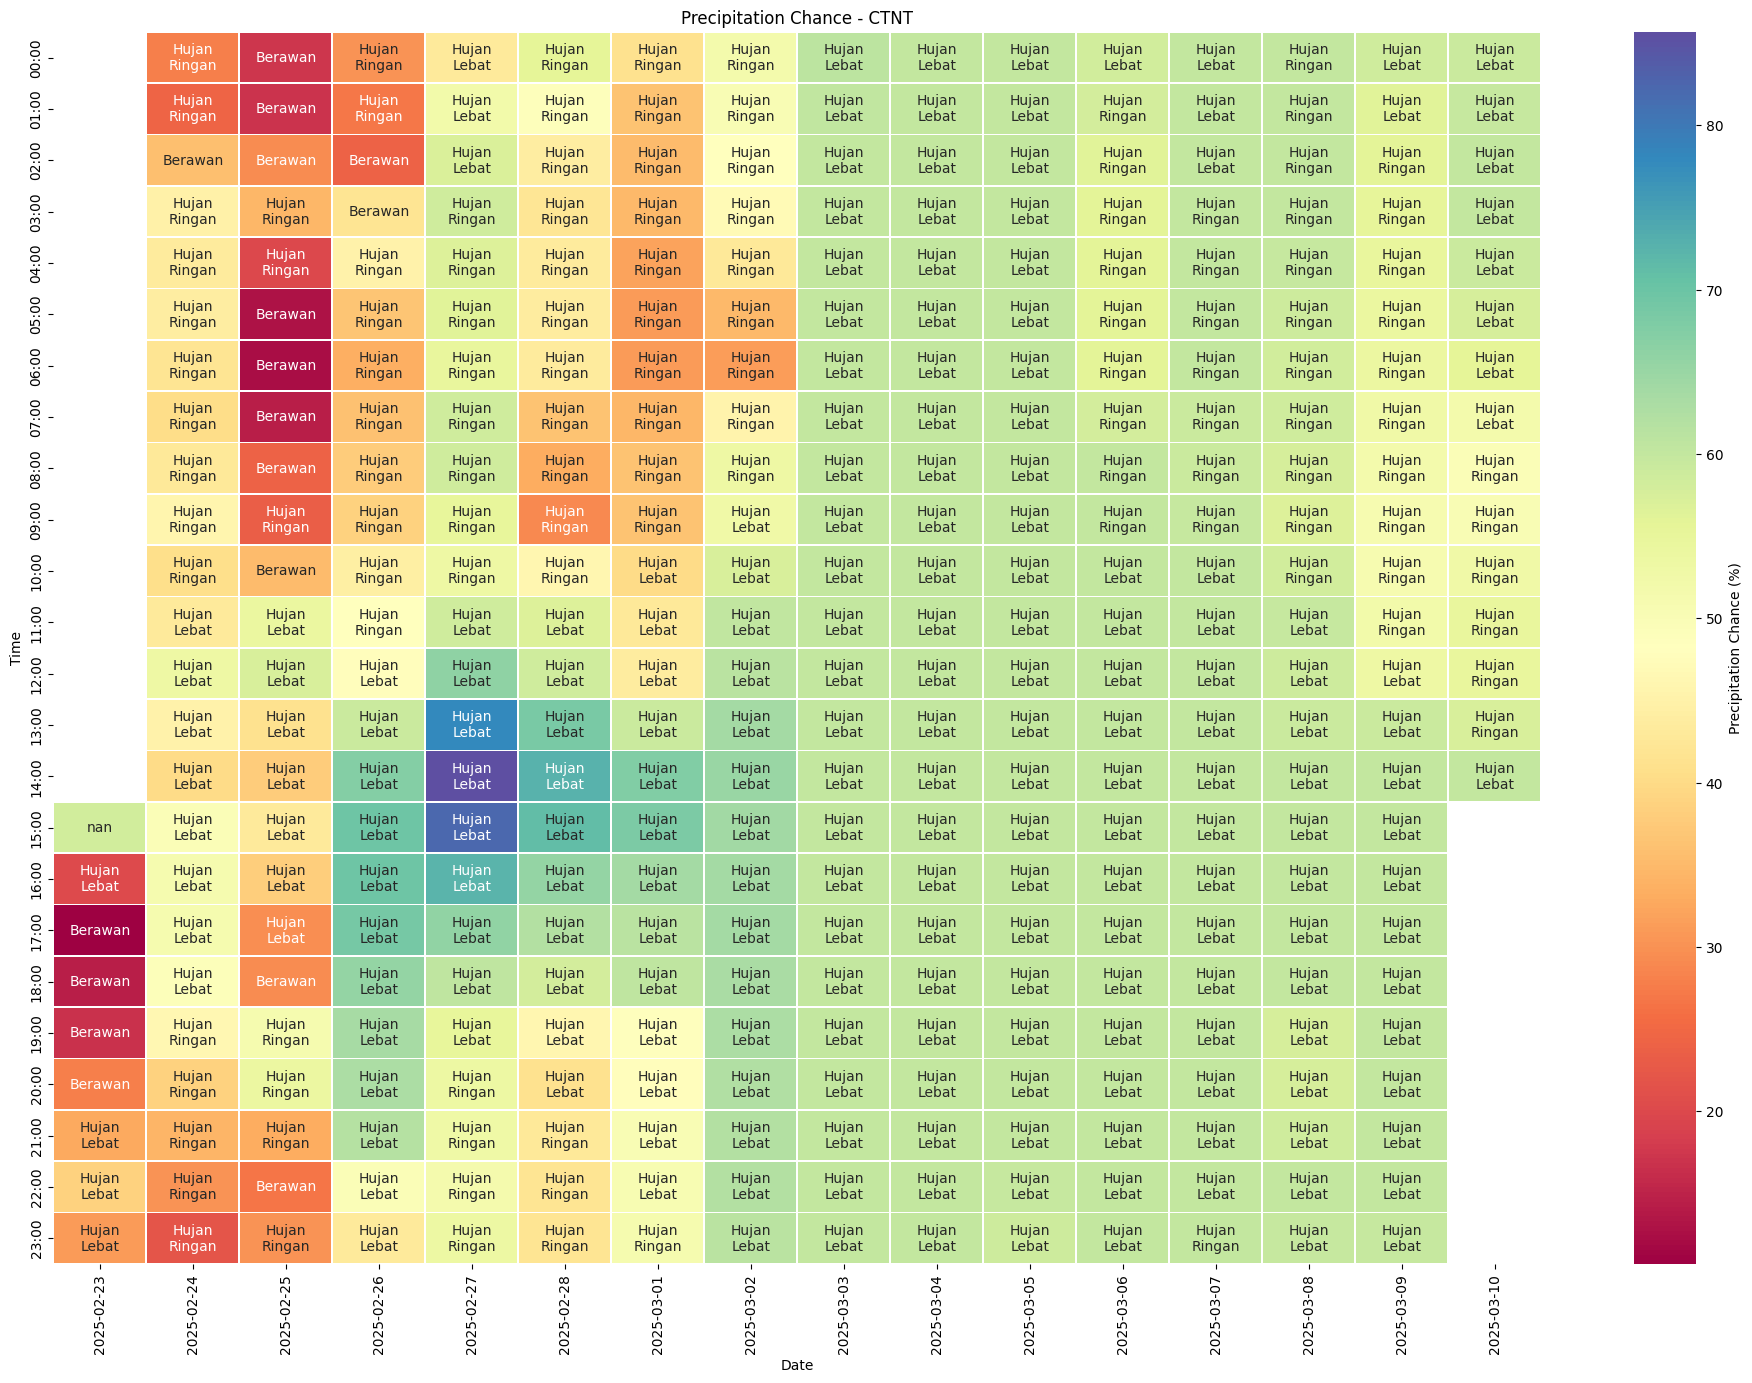 Precipitation Chance - CTNT
00:00 Hujan Ringan Berawan Hujan Ringan Hujan Lebat Hujan Ringan Hujan Ringan Hujan Ringan Hujan Lebat Hujan Lebat Hujan Lebat Hujan Lebat Hujan Lebat Hujan Ringan Hujan Lebat Hujan Lebat
01:00 Hujan Ringan Berawan Hujan Ringan Hujan Lebat Hujan Ringan Hujan Ringan Hujan Ringan Hujan Lebat Hujan Lebat Hujan Lebat Hujan Ringan Hujan Lebat Hujan Ringan Hujan Lebat Hujan Lebat
02:00 Berawan Berawan Berawan Hujan Lebat Hujan Ringan Hujan Ringan Hujan Ringan Hujan Lebat Hujan Lebat Hujan Lebat Hujan Ringan Hujan Lebat Hujan Ringan Hujan Ringan Hujan Lebat
03:00 Hujan Ringan Hujan Ringan Berawan Hujan Ringan Hujan Ringan Hujan Ringan Hujan Ringan Hujan Lebat Hujan Lebat Hujan Lebat Hujan Ringan Hujan Ringan Hujan Ringan Hujan Ringan Hujan Lebat
04:00 Hujan Ringan Hujan Ringan Hujan Ringan Hujan Ringan Hujan Ringan Hujan Ringan Hujan Ringan Hujan Lebat Hujan Lebat Hujan Lebat Hujan Ringan Hujan Ringan Hujan Ringan Hujan Ringan Hujan Lebat
05:00 Hujan Ringan Berawan Hujan Ringan Hujan Ringan Hujan Ringan Hujan Ringan Hujan Ringan Hujan Lebat Hujan Lebat Hujan Lebat Hujan Ringan Hujan Ringan Hujan Ringan Hujan Ringan Hujan Lebat
06:00 Hujan Ringan Berawan Hujan Ringan Hujan Ringan Hujan Ringan Hujan Ringan Hujan Ringan Hujan Lebat Hujan Lebat Hujan Lebat Hujan Ringan Hujan Ringan Hujan Ringan Hujan Ringan Hujan Lebat
07:00 Hujan Ringan Berawan Hujan Ringan Hujan Ringan Hujan Ringan Hujan Ringan Hujan Ringan Hujan Lebat Hujan Lebat Hujan Lebat Hujan Ringan Hujan Ringan Hujan Ringan Hujan Ringan Hujan Lebat
08:00 Hujan Ringan Berawan Hujan Ringan Hujan Ringan Hujan Ringan Hujan Ringan Hujan Ringan Hujan Lebat Hujan Lebat Hujan Lebat Hujan Ringan Hujan Ringan Hujan Ringan Hujan Ringan Hujan Ringan
09:00 Hujan Ringan Hujan Ringan Hujan Ringan Hujan Ringan Hujan Ringan Hujan Ringan Hujan Lebat Hujan Lebat Hujan Lebat Hujan Lebat Hujan Ringan Hujan Ringan Hujan Ringan Hujan Ringan Hujan Ringan
10:00 Hujan Ringan Berawan Hujan Ringan Hujan Ringan Hujan Ringan Hujan Lebat Hujan Lebat Hujan Lebat Hujan Lebat Hujan Lebat Hujan Lebat Hujan Lebat Hujan Ringan Hujan Ringan Hujan Ringan
11:00 Hujan Lebat Hujan Lebat Hujan Ringan Hujan Lebat Hujan Lebat Hujan Lebat Hujan Lebat Hujan Lebat Hujan Lebat Hujan Lebat Hujan Lebat Hujan Lebat Hujan Lebat Hujan Ringan Hujan Ringan
12:00 Hujan Lebat Hujan Lebat Hujan Lebat Hujan Lebat Hujan Lebat Hujan Lebat Hujan Lebat Hujan Lebat Hujan Lebat Hujan Lebat Hujan Lebat Hujan Lebat Hujan Lebat Hujan Lebat Hujan Ringan
13:00 Hujan Lebat Hujan Lebat Hujan Lebat Hujan Lebat Hujan Lebat Hujan Lebat Hujan Lebat Hujan Lebat Hujan Lebat Hujan Lebat Hujan Lebat Hujan Lebat Hujan Lebat Hujan Lebat Hujan Ringan
14:00 Hujan Lebat Hujan Lebat Hujan Lebat Hujan Lebat Hujan Lebat Hujan Lebat Hujan Lebat Hujan Lebat Hujan Lebat Hujan Lebat Hujan Lebat Hujan Lebat Hujan Lebat Hujan Lebat Hujan Lebat
15:00 nan Hujan Lebat Hujan Lebat Hujan Lebat Hujan Lebat Hujan Lebat Hujan Lebat Hujan Lebat Hujan Lebat Hujan Lebat Hujan Lebat Hujan Lebat Hujan Lebat Hujan Lebat Hujan Lebat
16:00 Hujan Lebat Hujan Lebat Hujan Lebat Hujan Lebat Hujan Lebat Hujan Lebat Hujan Lebat Hujan Lebat Hujan Lebat Hujan Lebat Hujan Lebat Hujan Lebat Hujan Lebat Hujan Lebat Hujan Lebat
17:00 Berawan Hujan Lebat Hujan Lebat Hujan Lebat Hujan Lebat Hujan Lebat Hujan Lebat Hujan Lebat Hujan Lebat Hujan Lebat Hujan Lebat Hujan Lebat Hujan Lebat Hujan Lebat Hujan Lebat
18:00 Berawan Hujan Lebat Berawan Hujan Lebat Hujan Lebat Hujan Lebat Hujan Lebat Hujan Lebat Hujan Lebat Hujan Lebat Hujan Lebat Hujan Lebat Hujan Lebat Hujan Lebat Hujan Lebat
19:00 Berawan Hujan Ringan Hujan Ringan Hujan Lebat Hujan Lebat Hujan Lebat Hujan Lebat Hujan Lebat Hujan Lebat Hujan Lebat Hujan Lebat Hujan Lebat Hujan Lebat Hujan Lebat Hujan Lebat
20:00 Berawan Hujan Ringan Hujan Ringan Hujan Lebat Hujan Ringan Hujan Lebat Hujan Lebat Hujan Lebat Hujan Lebat Hujan Lebat Hujan Lebat Hujan Lebat Hujan Lebat Hujan Lebat Hujan Lebat
21:00 Hujan Lebat Hujan Ringan Hujan Ringan Hujan Lebat Hujan Ringan Hujan Ringan Hujan Lebat Hujan Lebat Hujan Lebat Hujan Lebat Hujan Lebat Hujan Lebat Hujan Lebat Hujan Lebat Hujan Lebat
22:00 Hujan Lebat Hujan Ringan Berawan Hujan Lebat Hujan Ringan Hujan Ringan Hujan Lebat Hujan Lebat Hujan Lebat Hujan Lebat Hujan Lebat Hujan Lebat Hujan Lebat Hujan Lebat Hujan Lebat
23:00 Hujan Lebat Hujan Ringan Hujan Ringan Hujan Lebat Hujan Ringan Hujan Ringan Hujan Ringan Hujan Lebat Hujan Lebat Hujan Lebat Hujan Lebat Hujan Lebat Hujan Ringan Hujan Lebat Hujan Lebat
Time
2025-02-23 2025-02-24 2025-02-25 2025-02-26 2025-02-27 2025-02-28 2025-03-01 2025-03-02 2025-03-03 2025-03-04 2025-03-05 2025-03-06 2025-03-07 2025-03-08 2025-03-09 2025-03-10
Date
80
70
60
50
40
30
20
Precipitation Chance (%)